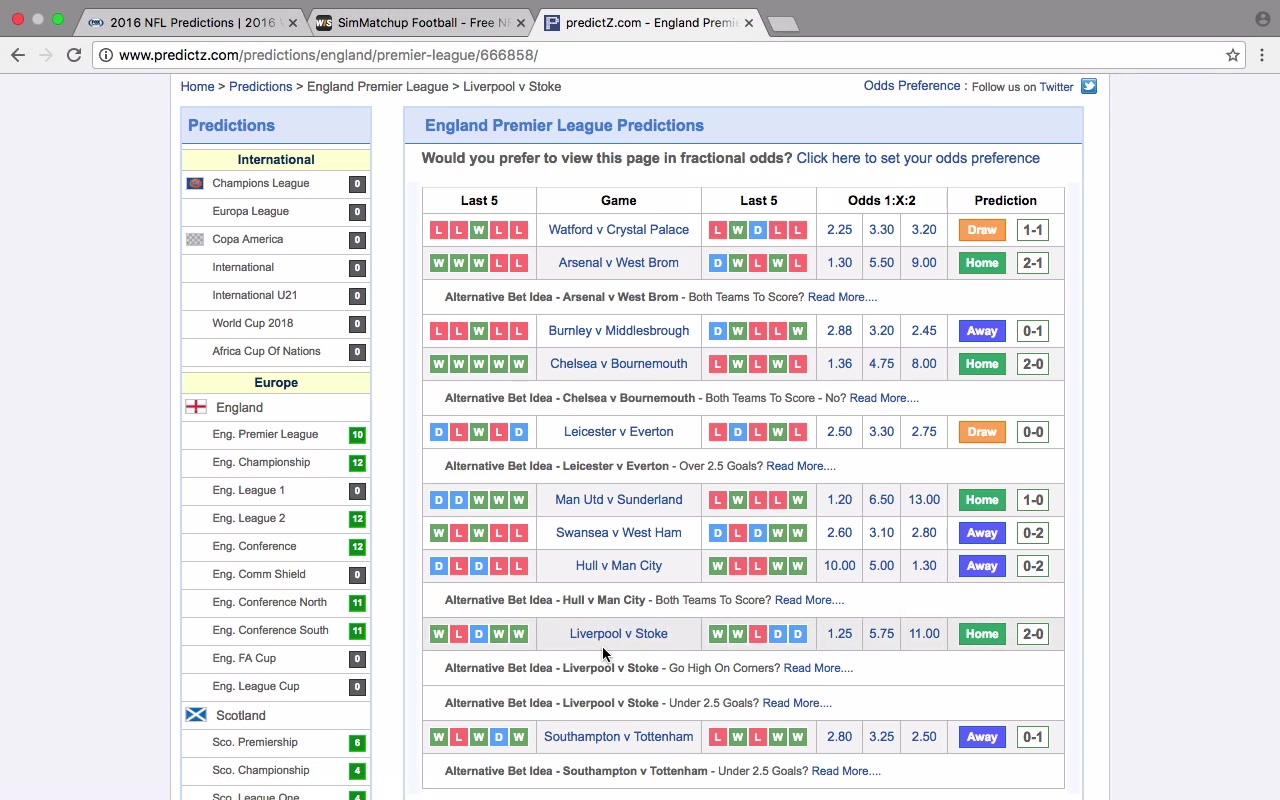 2016 NFL Predictions | 2016
SimMatchup Football - Free NF
predictZ.com - England Premi
www.predictz.com/predictions/england/premier-league/666858/
Home > Predictions > England Premier League > Liverpool v Stoke
Odds Preference : Follow us on Twitter
Predictions
International
Champions League 0
Europa League 0
Copa America 0
International 0
International U21 0
World Cup 2018 0
Africa Cup Of Nations 0
Europe
England
Eng. Premier League 10
Eng. Championship 12
Eng. League 1 0
Eng. League 2 12
Eng. Conference 12
Eng. Comm Shield 0
Eng. Conference North 11
Eng. Conference South 11
Eng. FA Cup 0
Eng. League Cup 0
Scotland
Sco. Premiership 6
Sco. Championship 4
Sco. League One 4
England Premier League Predictions
Would you prefer to view this page in fractional odds? Click here to set your odds preference
Last 5 Game Last 5 Odds 1:X:2 Prediction
L L W L L Watford v Crystal Palace L W D L L 2.25 3.30 3.20 Draw 1-1
W W W L L Arsenal v West Brom D W L W L 1.30 5.50 9.00 Home 2-1
Alternative Bet Idea - Arsenal v West Brom - Both Teams To Score? Read More....
L L W L L Burnley v Middlesbrough D W L L W 2.88 3.20 2.45 Away 0-1
W W W W W Chelsea v Bournemouth L W L W L 1.36 4.75 8.00 Home 2-0
Alternative Bet Idea - Chelsea v Bournemouth - Both Teams To Score - No? Read More....
D L W L D Leicester v Everton L D L W L 2.50 3.30 2.75 Draw 0-0
Alternative Bet Idea - Leicester v Everton - Over 2.5 Goals? Read More....
D D W W W Man Utd v Sunderland L W L L W 1.20 6.50 13.00 Home 1-0
W L W L L Swansea v West Ham D L D W W 2.60 3.10 2.80 Away 0-2
D L D L L Hull v Man City W L L W W 10.00 5.00 1.30 Away 0-2
Alternative Bet Idea - Hull v Man City - Both Teams To Score? Read More....
W L D W W Liverpool v Stoke W W L D D 1.25 5.75 11.00 Home 2-0
Alternative Bet Idea - Liverpool v Stoke - Go High On Corners? Read More....
Alternative Bet Idea - Liverpool v Stoke - Under 2.5 Goals? Read More....
W L W D W Southampton v Tottenham L W L W W 2.80 3.25 2.50 Away 0-1
Alternative Bet Idea - Southampton v Tottenham - Under 2.5 Goals? Read More....